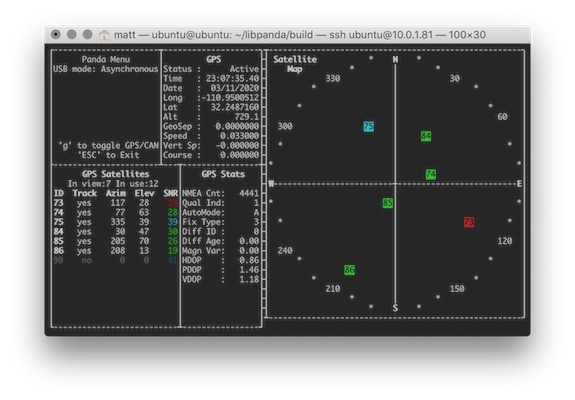 matt — ubuntu@ubuntu: ~/libpanda/build — ssh ubuntu@10.0.1.81 — 100×30
Panda Menu
USB mode: Asynchronous
'g' to toggle GPS/CAN
'ESC' to Exit
GPS
Status : Active
Time : 23:07:35.40
Date : 03/11/2020
Long :-110.9500512
Lat : 32.2487160
Alt : 729.1
GeoSep : 0.0000000
Speed : 0.033000
Vert Sp: -0.000000
Course : 0.0000000
GPS Satellites
In view:7 In use:12
ID Track Azim Elev SNR
73 yes 117 28
74 yes 77 63 28
75 yes 335 39 39
84 yes 30 47 30
85 yes 205 70 26
86 yes 208 13 19
90 no 0 0 41
GPS Stats
NMEA Cnt: 4441
Qual Ind: 1
AutoMode: A
Fix Type: 3
Diff ID : 0
Diff Age: 0.00
Magn Var: 0.00
HDOP : 0.86
PDOP : 1.46
VDOP : 1.18
Satellite
Map
N
330
30
60
300
75
84
74
W
E
85
73
120
240
86
210
150
S